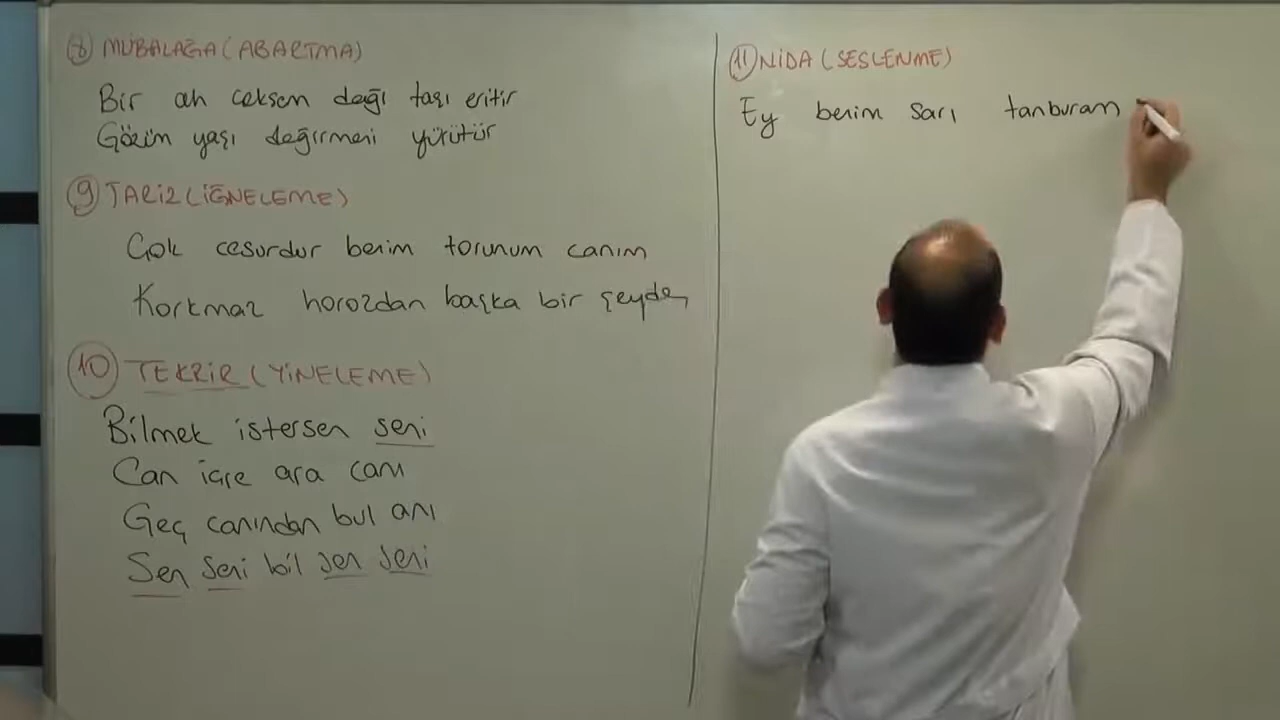 8 MÜBALAĞA (ABARTMA)
Bir ah çeksem dağı taşı eritir
Gözüm yaşı değirmeni yürütür
9 TARİZ (İĞNELEME)
Çok cesurdur benim torunum canım
Korkmaz horozdan başka bir şeyden
10 TEKRİR (YİNELEME)
Bilmek istersen seni
Can içre ara canı
Geç canından bul anı
Sen seni bil sen seni
11 NİDA (SESLENME)
Ey benim sarı tanburam